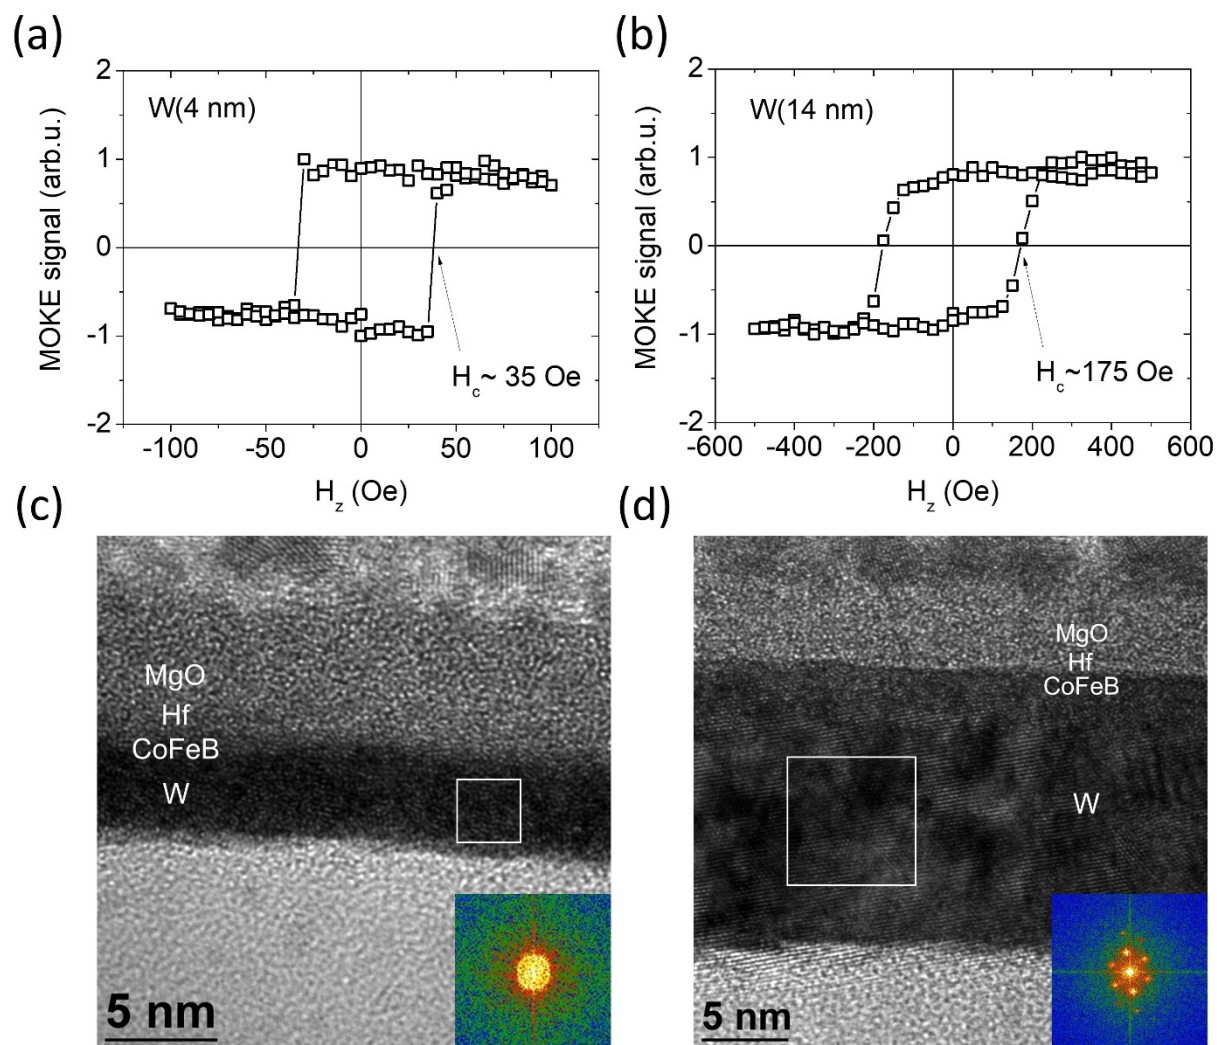 (a)
2
1
0
-1
-2
MOKE signal (arb.u.)
W(4 nm)
H_c~ 35 Oe
-100 -50 0 50 100
H_z (Oe)
(b)
2
1
0
-1
-2
MOKE signal (arb.u.)
W(14 nm)
H_c~175 Oe
-600 -400 -200 0 200 400 600
H_z (Oe)
(c)
MgO
Hf
CoFeB
W
5 nm
(d)
MgO
Hf
CoFeB
W
5 nm